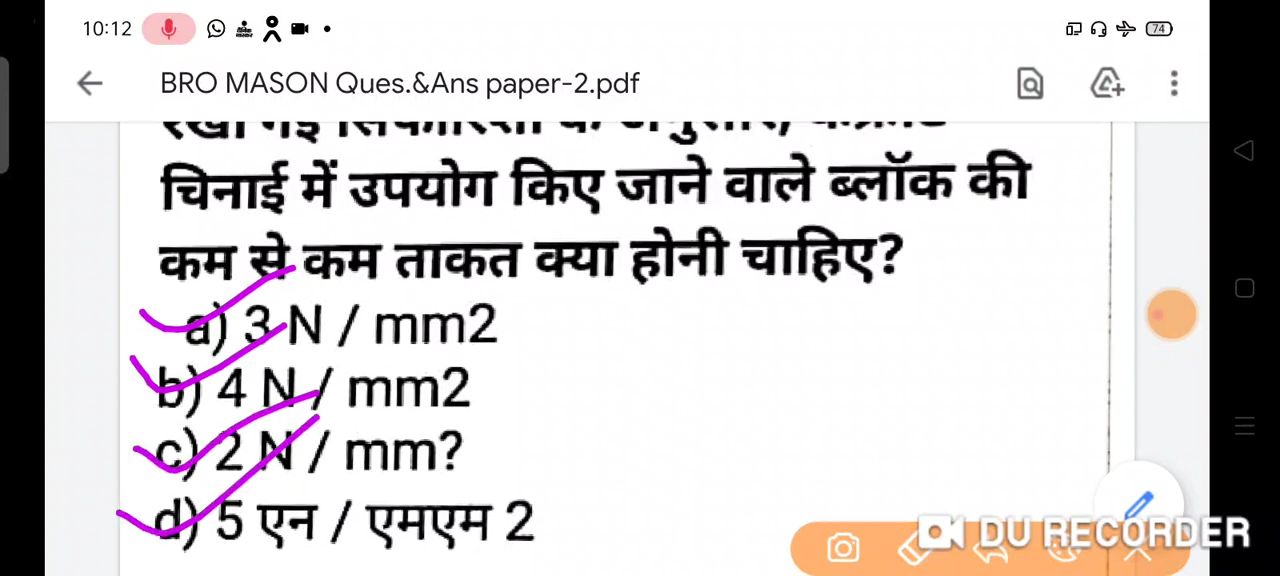 10:12
74
BRO MASON Ques.&Ans paper-2.pdf
चिनाई में उपयोग किए जाने वाले ब्लॉक की
कम से कम ताकत क्या होनी चाहिए?
a) 3 N / mm2
b) 4 N / mm2
c) 2 N / mm?
d) 5 एन / एमएम 2
DU RECORDER